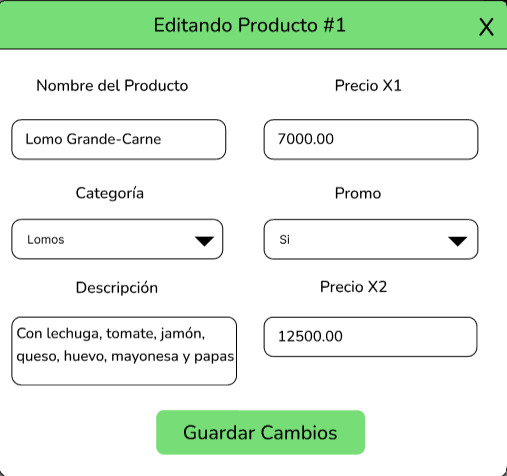 Editando Producto #1
X
Nombre del Producto
Precio X1
Lomo Grande-Carne
7000.00
Categoría
Promo
Lomos
Si
Descripción
Precio X2
Con lechuga, tomate, jamón,
queso, huevo, mayonesa y papas
12500.00
Guardar Cambios